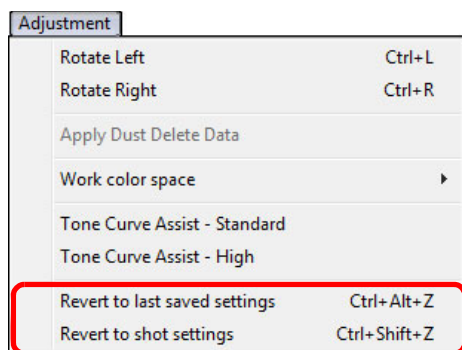 Adjustment
Rotate Left Ctrl+L
Rotate Right Ctrl+R
Apply Dust Delete Data
Work color space
Tone Curve Assist - Standard
Tone Curve Assist - High
Revert to last saved settings Ctrl+Alt+Z
Revert to shot settings Ctrl+Shift+Z